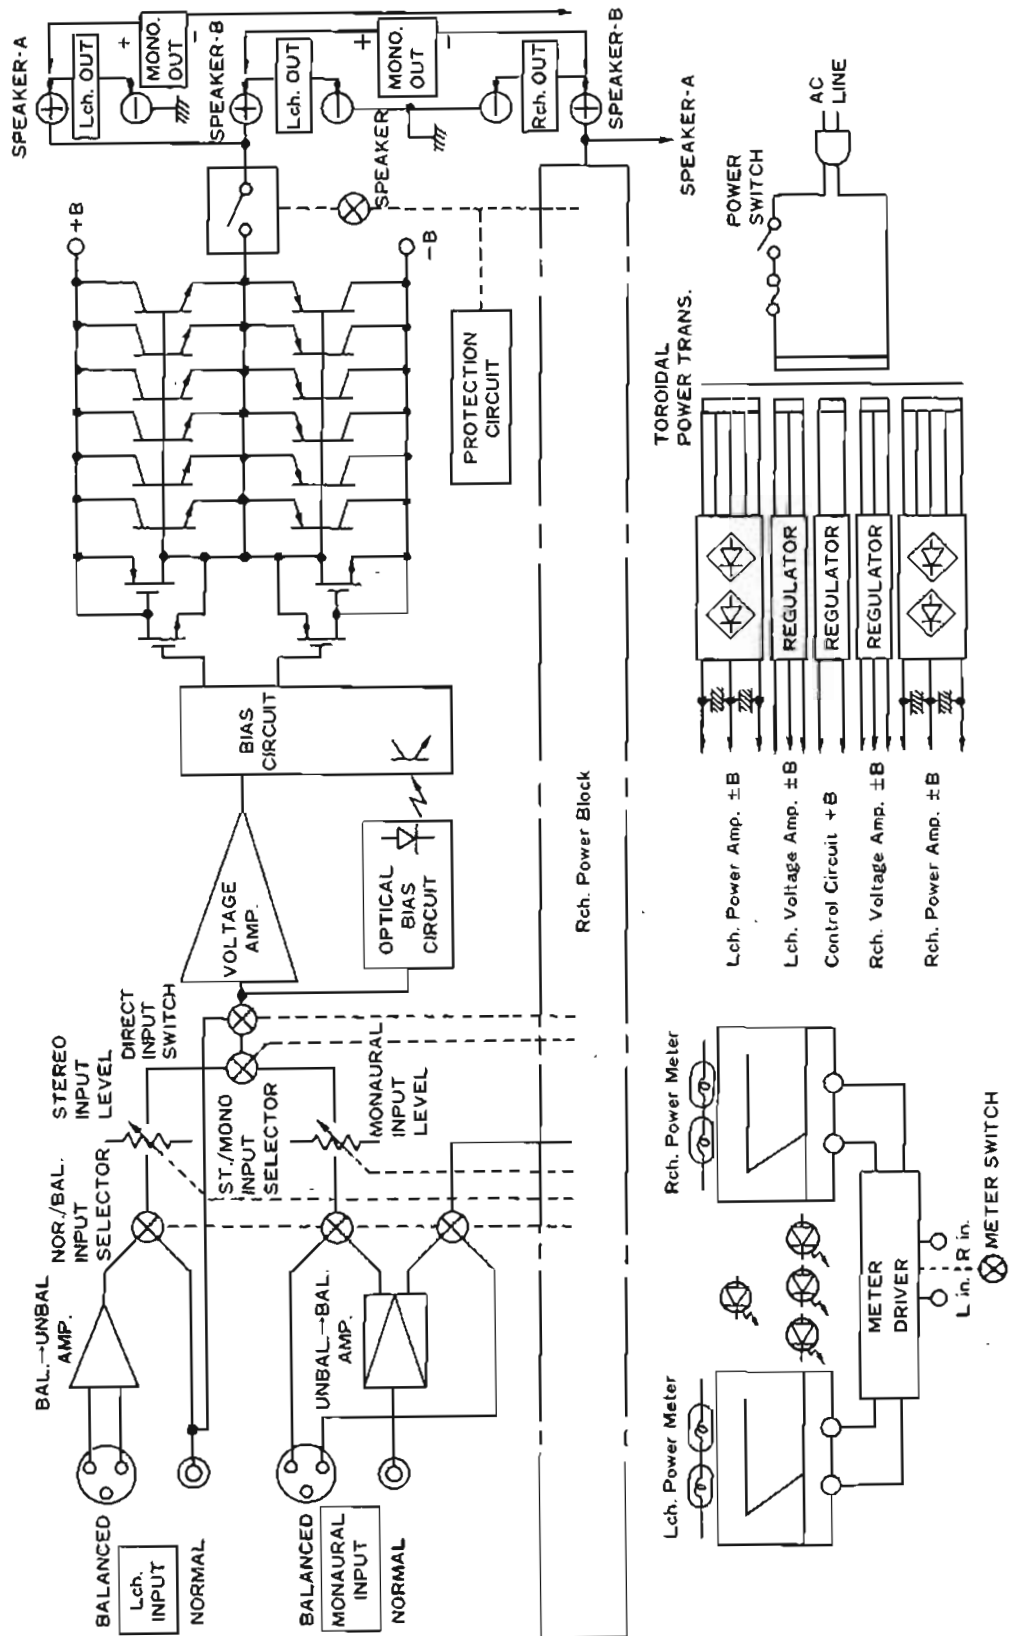 BALANCED
Lch.
INPUT
NORMAL
BALANCED
MONAURAL
INPUT
NORMAL
BAL.→UNBAL
AMP.
UNBAL.→BAL.
AMP
NOR./BAL.
INPUT
SELECTOR
STEREO
INPUT
LEVEL
ST./MONO
INPUT
SELECTOR
MONAURAL
INPUT
LEVEL
DIRECT
INPUT
SWITCH
VOLTAGE
AMP.
OPTICAL
BIAS
CIRCUIT
BIAS
CIRCUIT
+B
−B
PROTECTION
CIRCUIT
SPEAKER
SPEAKER-A
Lch. OUT
+
MONO.
OUT
-
SPEAKER-B
Lch. OUT
+
MONO.
OUT
-
Rch. OUT
SPEAKER-B
SPEAKER-A
Rch. Power Block
Lch. Power Meter
Rch. Power Meter
METER
DRIVER
L in.
R in.
METER SWITCH
Lch. Power Amp. ±B
Lch. Voltage Amp. ±B
Control Circuit +B
Rch. Voltage Amp. ±B
Rch. Power Amp. ±B
REGULATOR
REGULATOR
REGULATOR
TOROIDAL
POWER TRANS.
POWER
SWITCH
AC
LINE